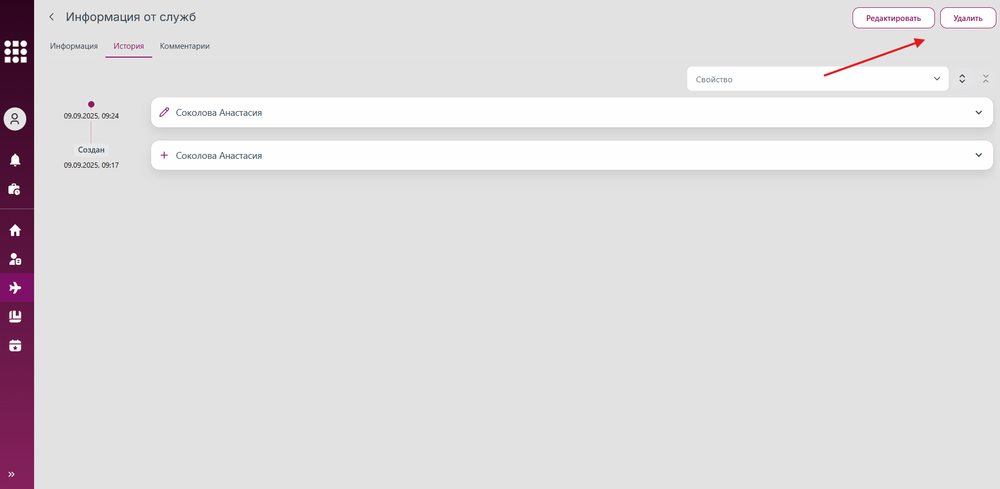 Информация от служб
Редактировать
Удалить
Информация
История
Комментарии
Свойство
09.09.2025, 09:24
Соколова Анастасия
Создан
09.09.2025, 09:17
Соколова Анастасия